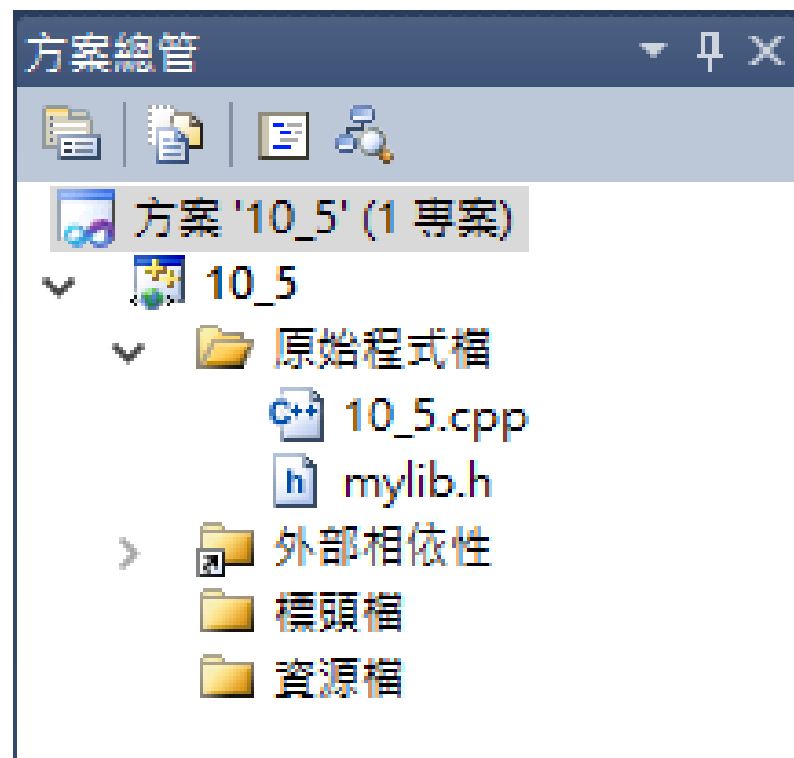 方案總管
方案 '10_5' (1 專案)
10_5
原始程式檔
C++ 10_5.cpp
h mylib.h
外部相依性
標頭檔
資源檔